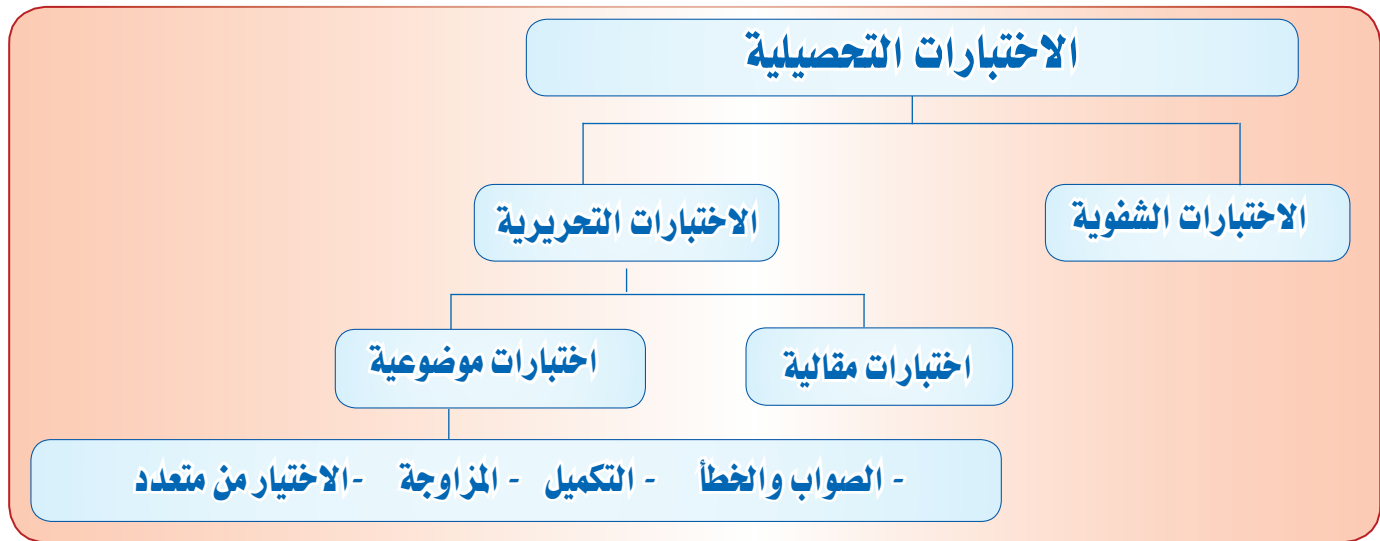 الاختبارات التحصيلية
الاختبارات الشفوية
الاختبارات التحريرية
اختبارات مقالية
اختبارات موضوعية
- الصواب والخطأ - التكميل - المزاوجة -الاختيار من متعدد